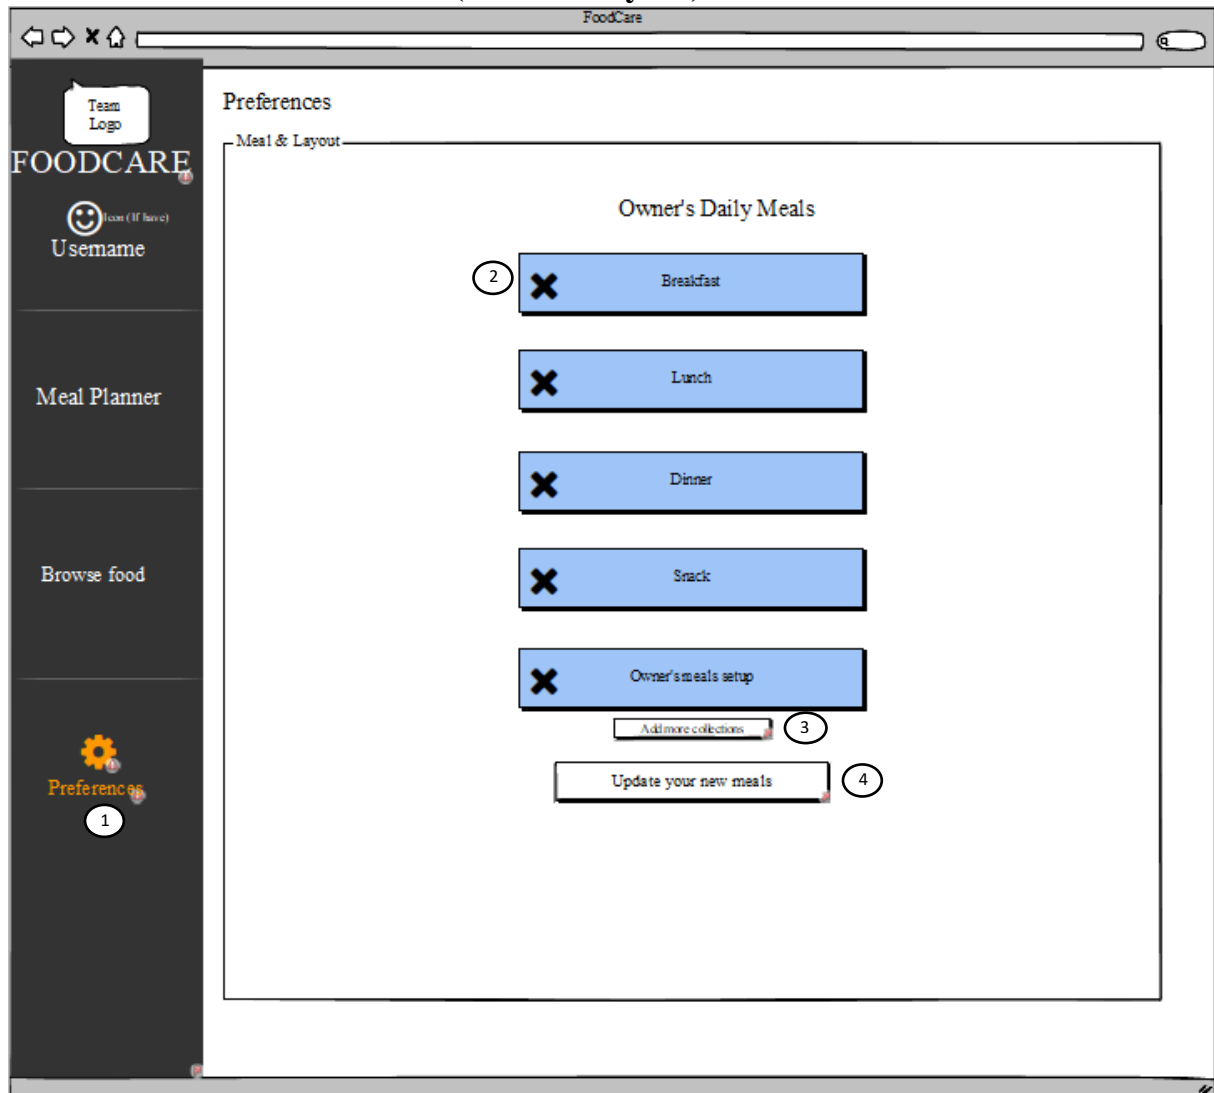 FoodCare
Team
Logo
FOODCARE
Icon (If have)
Username
Meal Planner
Browse food
Preferences
1
Preferences
Meal & Layout
Owner's Daily Meals
2
Breakfast
Lunch
Dinner
Snack
Owner's meals setup
Add more collections
3
Update your new meals
4